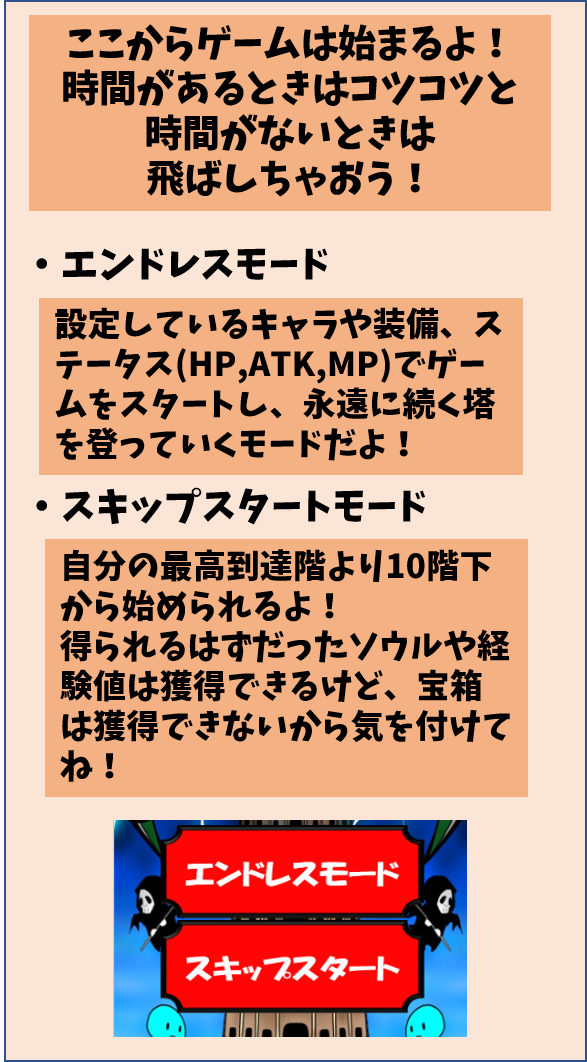 ここからゲームは始まるよ！
時間があるときはコツコツと
時間がないときは
飛ばしちゃおう！
・エンドレスモード
設定しているキャラや装備、ス
テータス(HP,ATK,MP)でゲー
ムをスタートし、永遠に続く塔
を登っていくモードだよ！
・スキップスタートモード
自分の最高到達階より10階下
から始められるよ！
得られるはずだったソウルや経
験値は獲得できるけど、宝箱
は獲得できないから気を付けて
ね！
エンドレスモード
スキップスタート